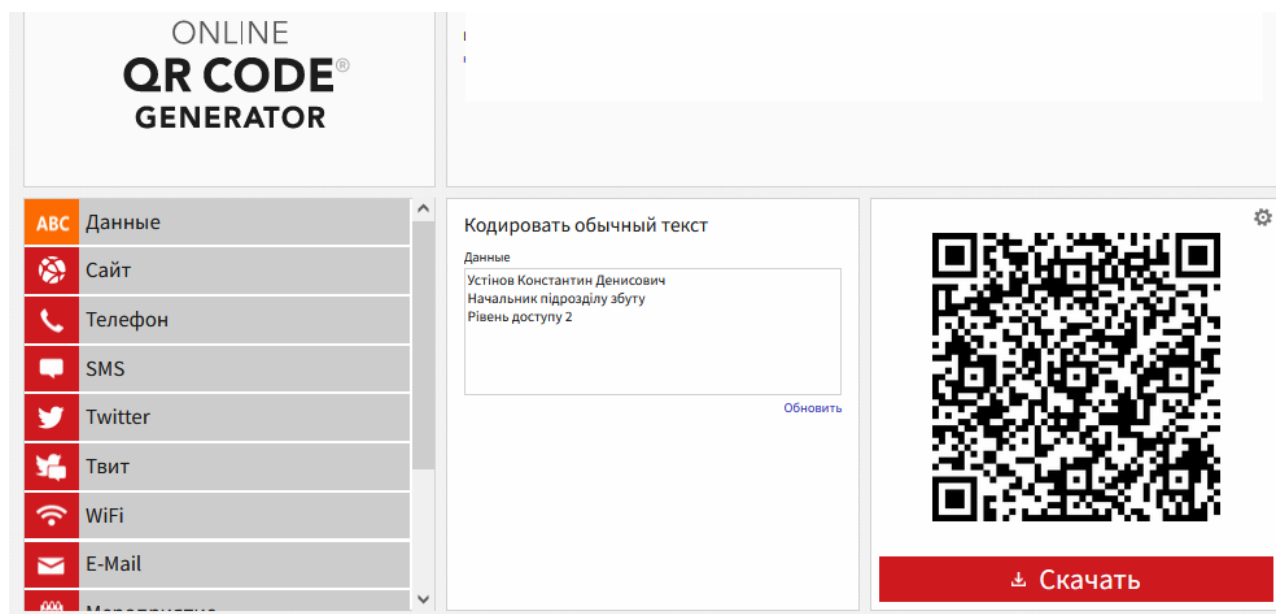 ONLINE
QR CODE®
GENERATOR
ABC Данные
Сайт
Телефон
SMS
Twitter
Твит
WiFi
E-Mail
Кодировать обычный текст
Данные
Устінов Константин Денисович
Начальник підрозділу збуту
Рівень доступу 2
Обновить
Скачать